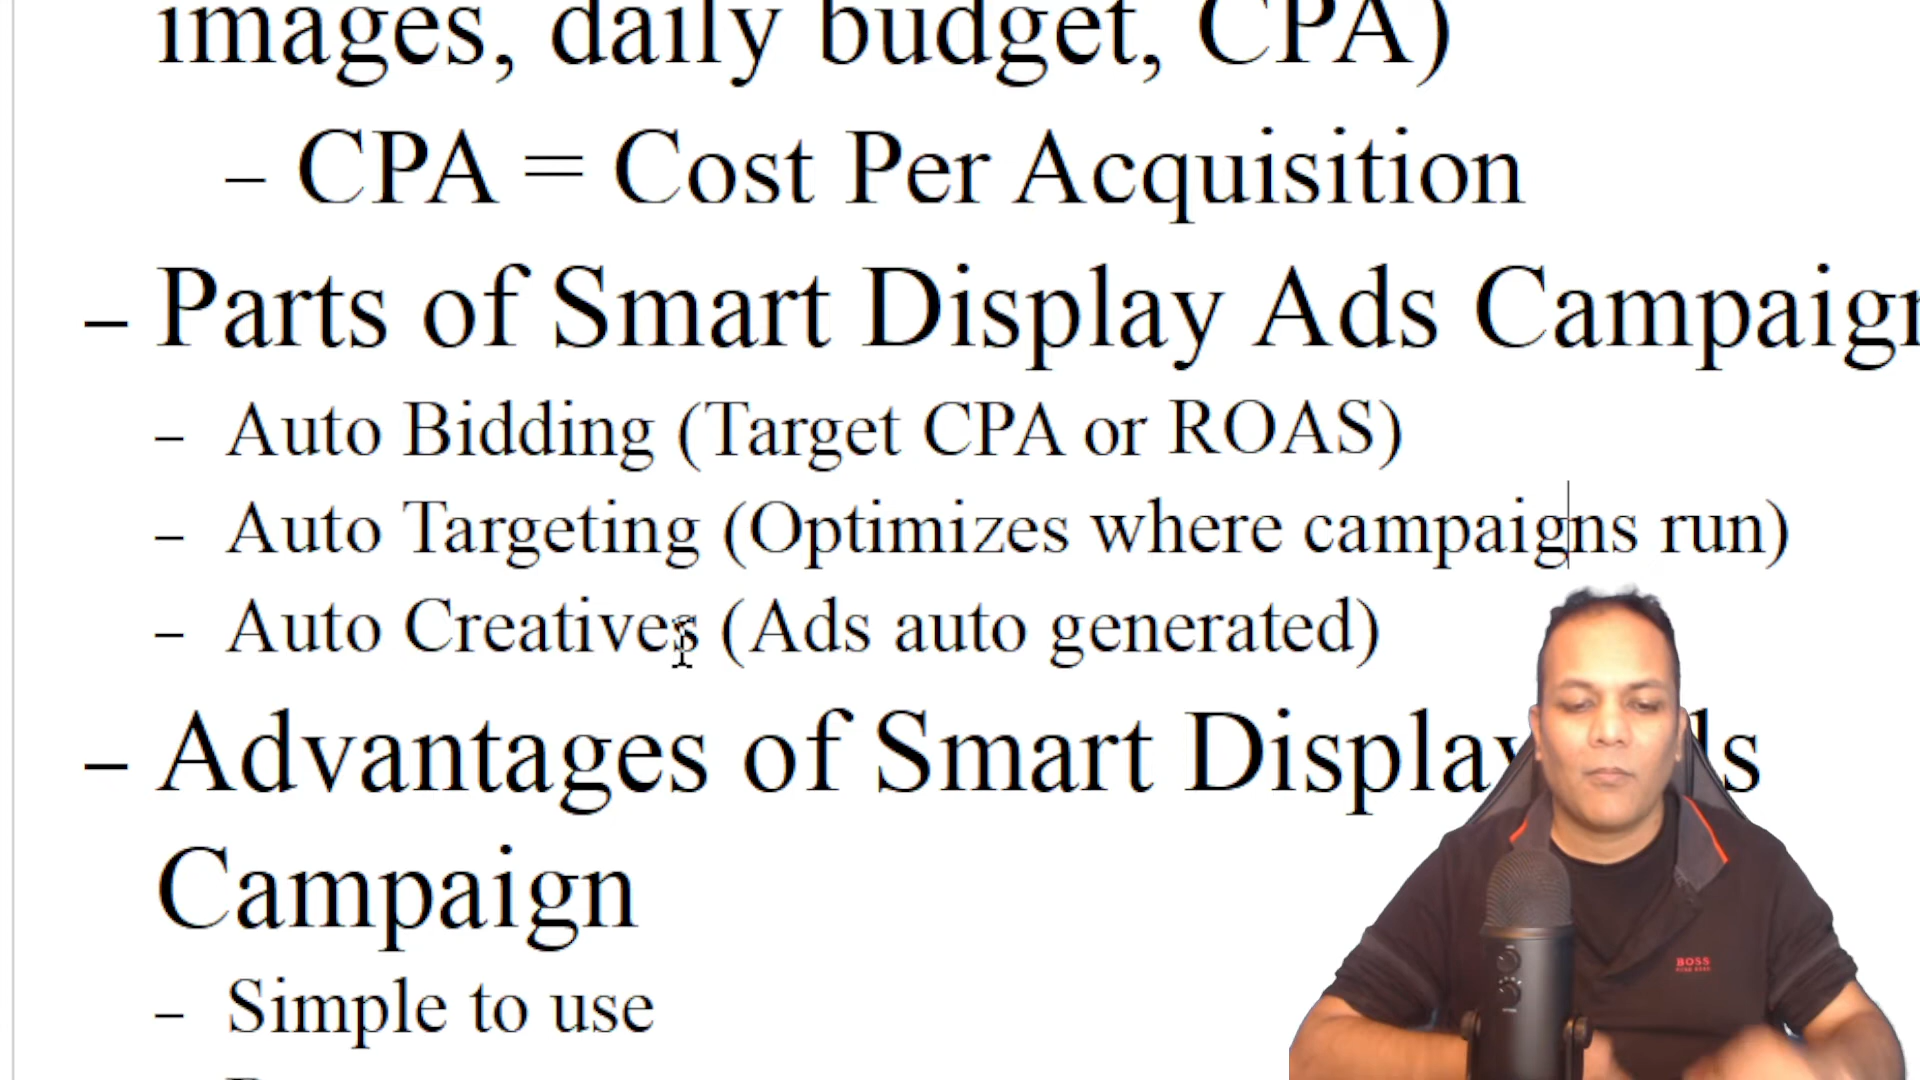 images, daily budget, CPA)
– CPA = Cost Per Acquisition
– Parts of Smart Display Ads Campaign
– Auto Bidding (Target CPA or ROAS)
– Auto Targeting (Optimizes where campaigns run)
– Auto Creatives (Ads auto generated)
– Advantages of Smart Display
Campaign
– Simple to use
BOSS